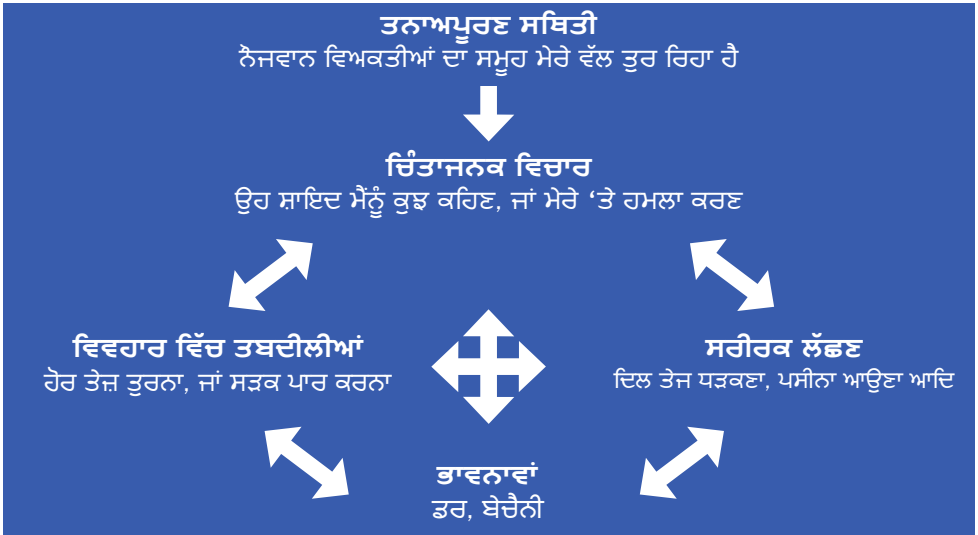 ਤਨਾਅਪੂਰਣ ਸਥਿਤੀ
ਨੌਜਵਾਨ ਵਿਅਕਤੀਆਂ ਦਾ ਸਮੂਹ ਮੇਰੇ ਵੱਲ ਤੁਰ ਰਿਹਾ ਹੈ
ਚਿੰਤਾਜਨਕ ਵਿਚਾਰ
ਉਹ ਸ਼ਾਇਦ ਮੈਂਨੂੰ ਕੁਝ ਕਹਿਣ, ਜਾਂ ਮੇਰੇ ‘ਤੇ ਹਮਲਾ ਕਰਣ
ਵਿਵਹਾਰ ਵਿੱਚ ਤਬਦੀਲੀਆਂ
ਹੋਰ ਤੇਜ਼ ਤੁਰਨਾ, ਜਾਂ ਸੜਕ ਪਾਰ ਕਰਨਾ
ਸਰੀਰਕ ਲੱਛਣ
ਦਿਲ ਤੇਜ ਧੜਕਣਾ, ਪਸੀਨਾ ਆਉਣਾ ਆਦਿ
ਭਾਵਨਾਵਾਂ
ਡਰ, ਬੇਚੈਨੀ